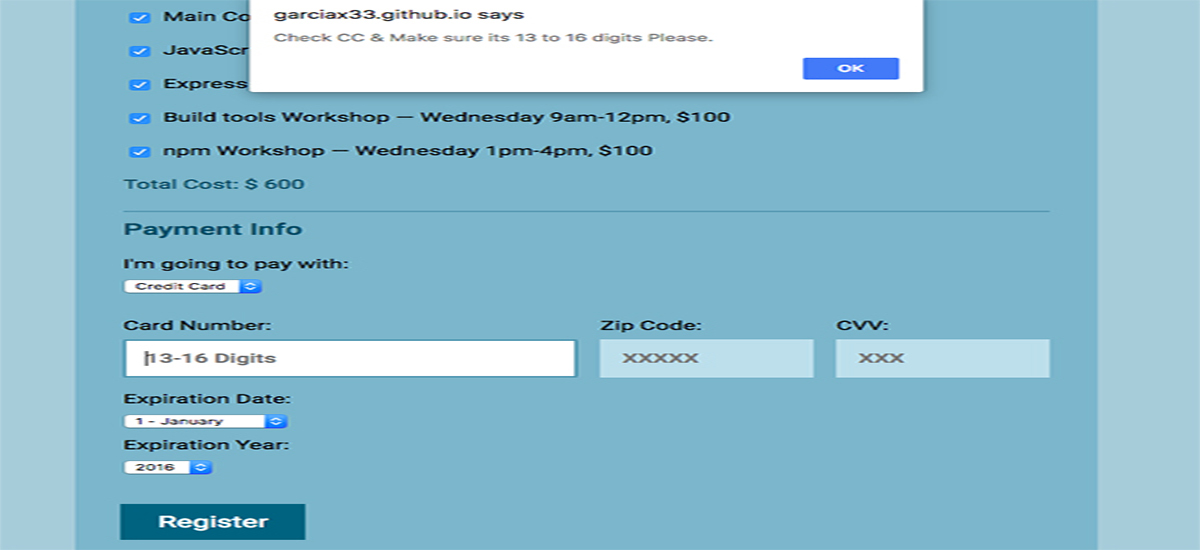 garciax33.github.io says
Check CC & Make sure its 13 to 16 digits Please.
OK
Main Co
JavaScr
Express
Build tools Workshop — Wednesday 9am-12pm, $100
npm Workshop — Wednesday 1pm-4pm, $100
Total Cost: $ 600
Payment Info
I'm going to pay with:
Credit Card
Card Number: Zip Code: CVV:
13-16 Digits XXXXX XXX
Expiration Date:
1 - January
Expiration Year:
2016
Register